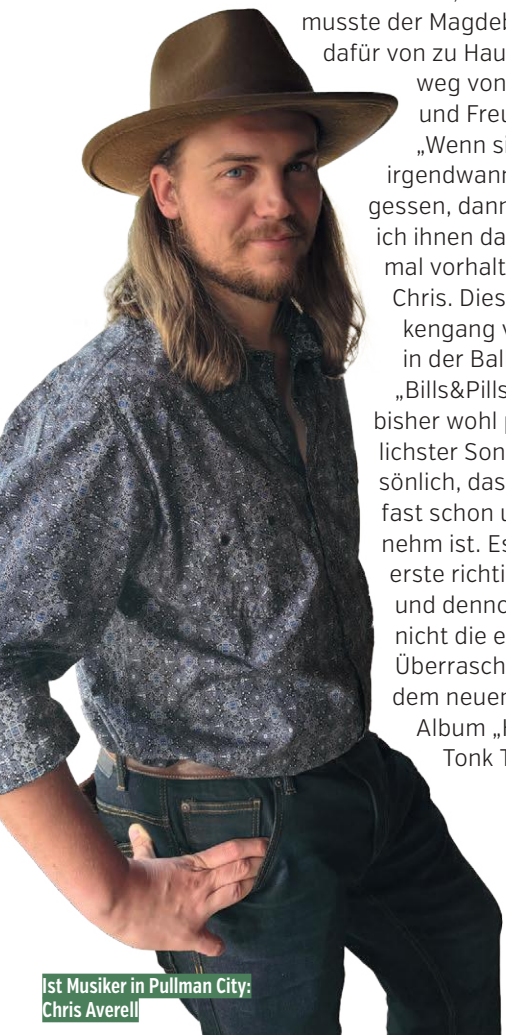 musste der Magdeb
dafür von zu Hau
weg von
und Freu
„Wenn si
irgendwann
gessen, dann
ich ihnen da
mal vorhalt
Chris. Dies
kengang v
in der Bal
„Bills&Pills
bisher wohl p
lichster Son
sönlich, das
fast schon u
nehm ist. Es
erste richti
und denno
nicht die e
Überrasch
dem neuen
Album „H
Tonk T
Ist Musiker in Pullman City:
Chris Averell